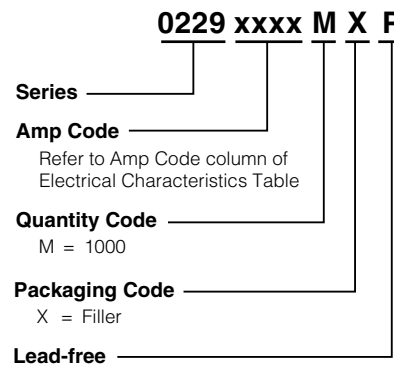 0229 xxxx M X P
Series
Amp Code
Refer to Amp Code column of
Electrical Characteristics Table
Quantity Code
M = 1000
Packaging Code
X = Filler
Lead-free